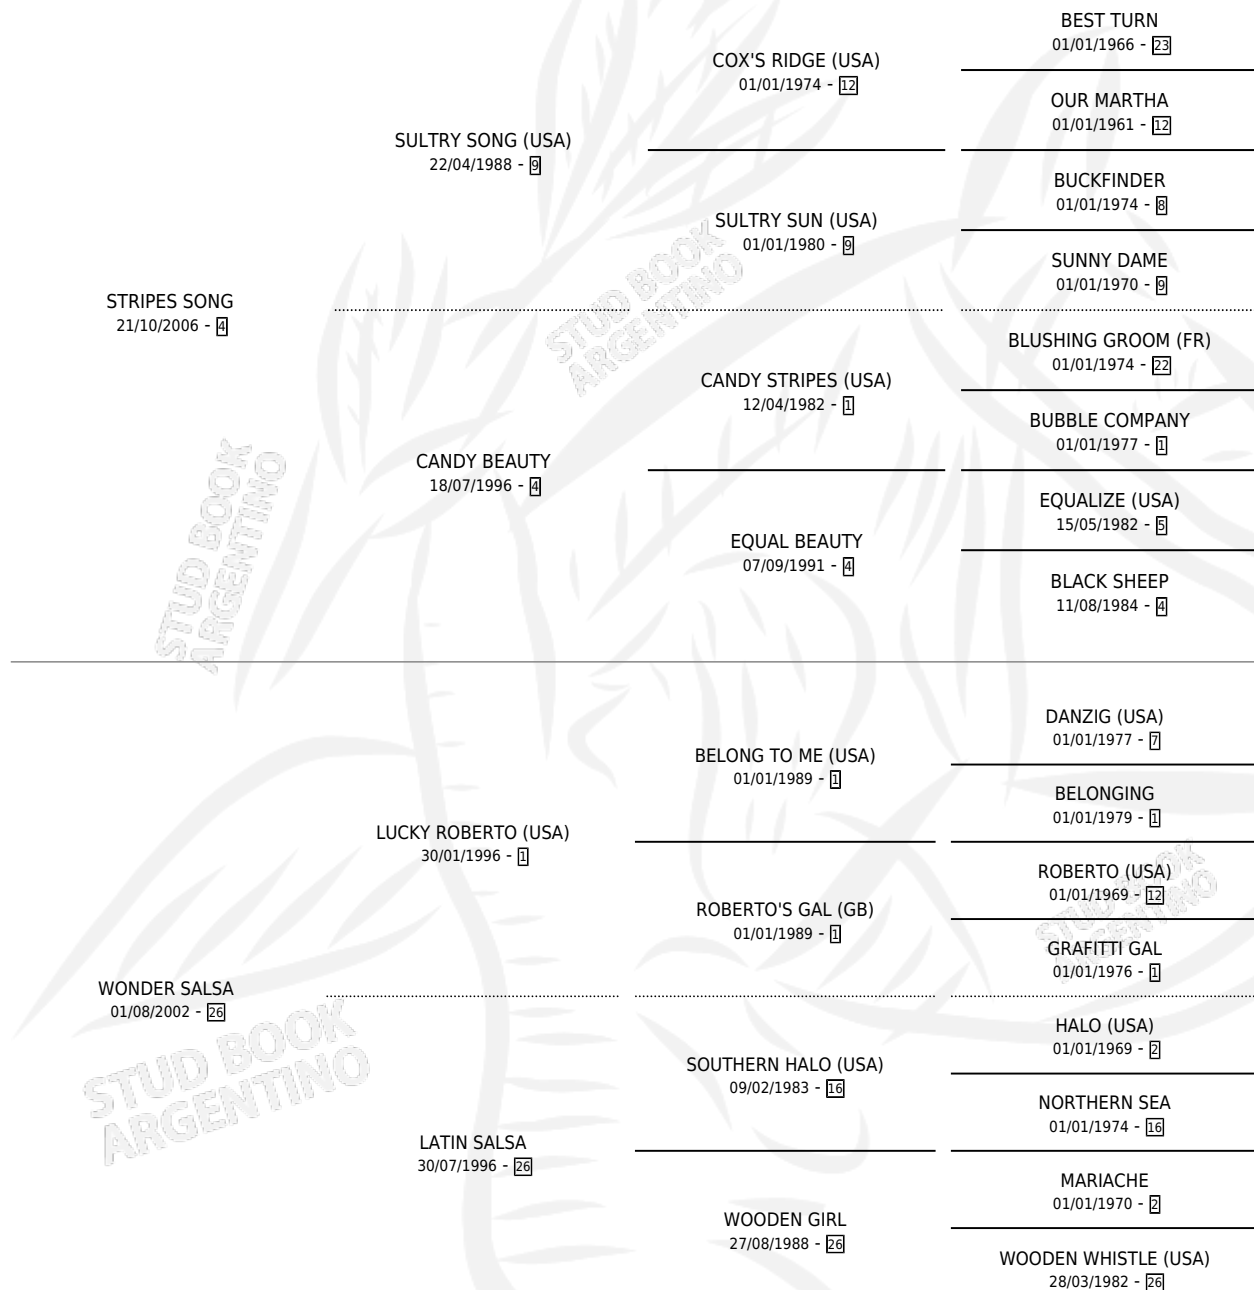 BEST TURN
01/01/1966 - 23
COX'S RIDGE (USA)
01/01/1974 - 12
OUR MARTHA
01/01/1961 - 12
SULTRY SONG (USA)
22/04/1988 - 9
BUCKFINDER
01/01/1974 - 8
SULTRY SUN (USA)
01/01/1980 - 9
SUNNY DAME
01/01/1970 - 9
STRIPES SONG
21/10/2006 - 4
STUD BOOK
ARGENTINO
BLUSHING GROOM (FR)
01/01/1974 - 22
CANDY STRIPES (USA)
12/04/1982 - 1
BUBBLE COMPANY
01/01/1977 - 1
CANDY BEAUTY
18/07/1996 - 4
EQUALIZE (USA)
15/05/1982 - 5
EQUAL BEAUTY
07/09/1991 - 4
BLACK SHEEP
11/08/1984 - 4
STUD BOOK
ARGENTINO
DANZIG (USA)
01/01/1977 - 7
BELONG TO ME (USA)
01/01/1989 - 1
BELONGING
01/01/1979 - 1
LUCKY ROBERTO (USA)
30/01/1996 - 1
ROBERTO (USA)
01/01/1969 - 12
ROBERTO'S GAL (GB)
01/01/1989 - 1
GRAFITTI GAL
01/01/1976 - 1
STUD BOOK
ARGENTINO
WONDER SALSA
01/08/2002 - 26
HALO (USA)
01/01/1969 - 2
SOUTHERN HALO (USA)
09/02/1983 - 16
NORTHERN SEA
01/01/1974 - 16
STUD BOOK
ARGENTINO
LATIN SALSA
30/07/1996 - 26
MARIACHE
01/01/1970 - 2
WOODEN GIRL
27/08/1988 - 26
WOODEN WHISTLE (USA)
28/03/1982 - 26